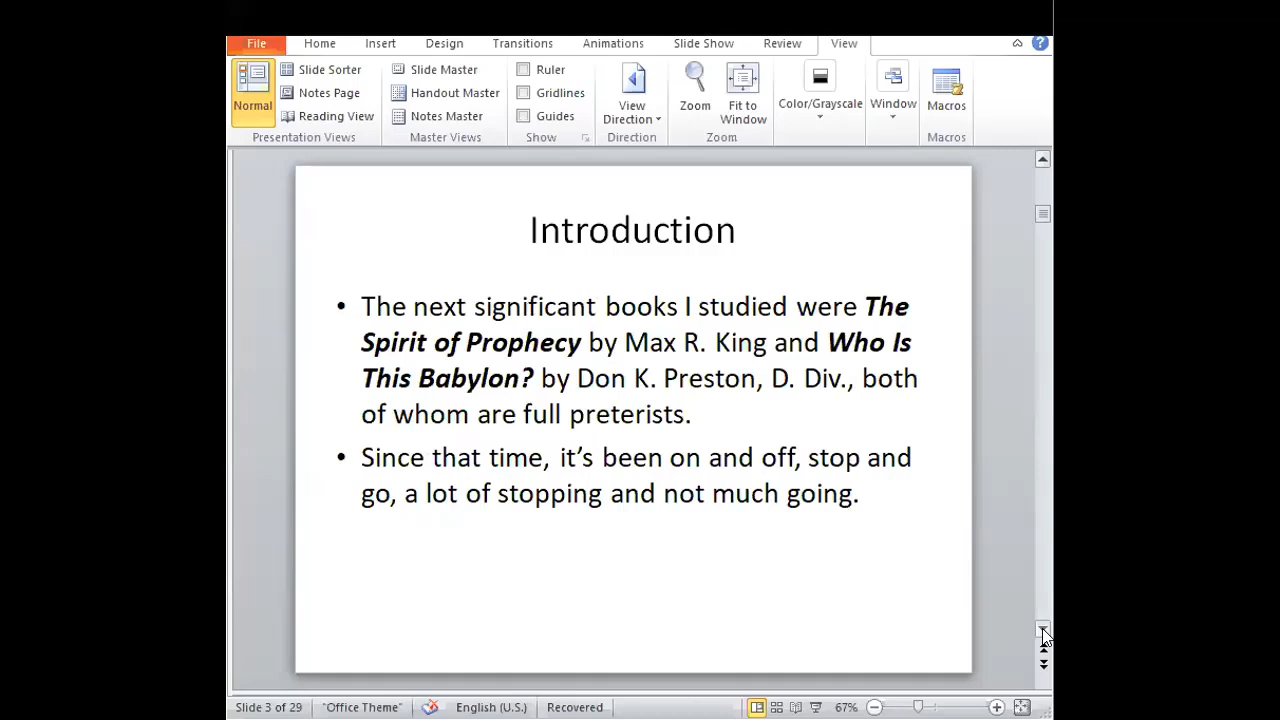 File Home Insert Design Transitions Animations Slide Show Review View
Slide Sorter Slide Master Ruler
Notes Page Handout Master Gridlines
Normal Reading View Notes Master Guides View Direction Zoom Fit to Window Color/Grayscale Window Macros
Presentation Views Master Views Show Direction Zoom Macros
Introduction
• The next significant books I studied were The
Spirit of Prophecy by Max R. King and Who Is
This Babylon? by Don K. Preston, D. Div., both
of whom are full preterists.
• Since that time, it’s been on and off, stop and
go, a lot of stopping and not much going.
Slide 3 of 29 "Office Theme" English (U.S.) Recovered 67%